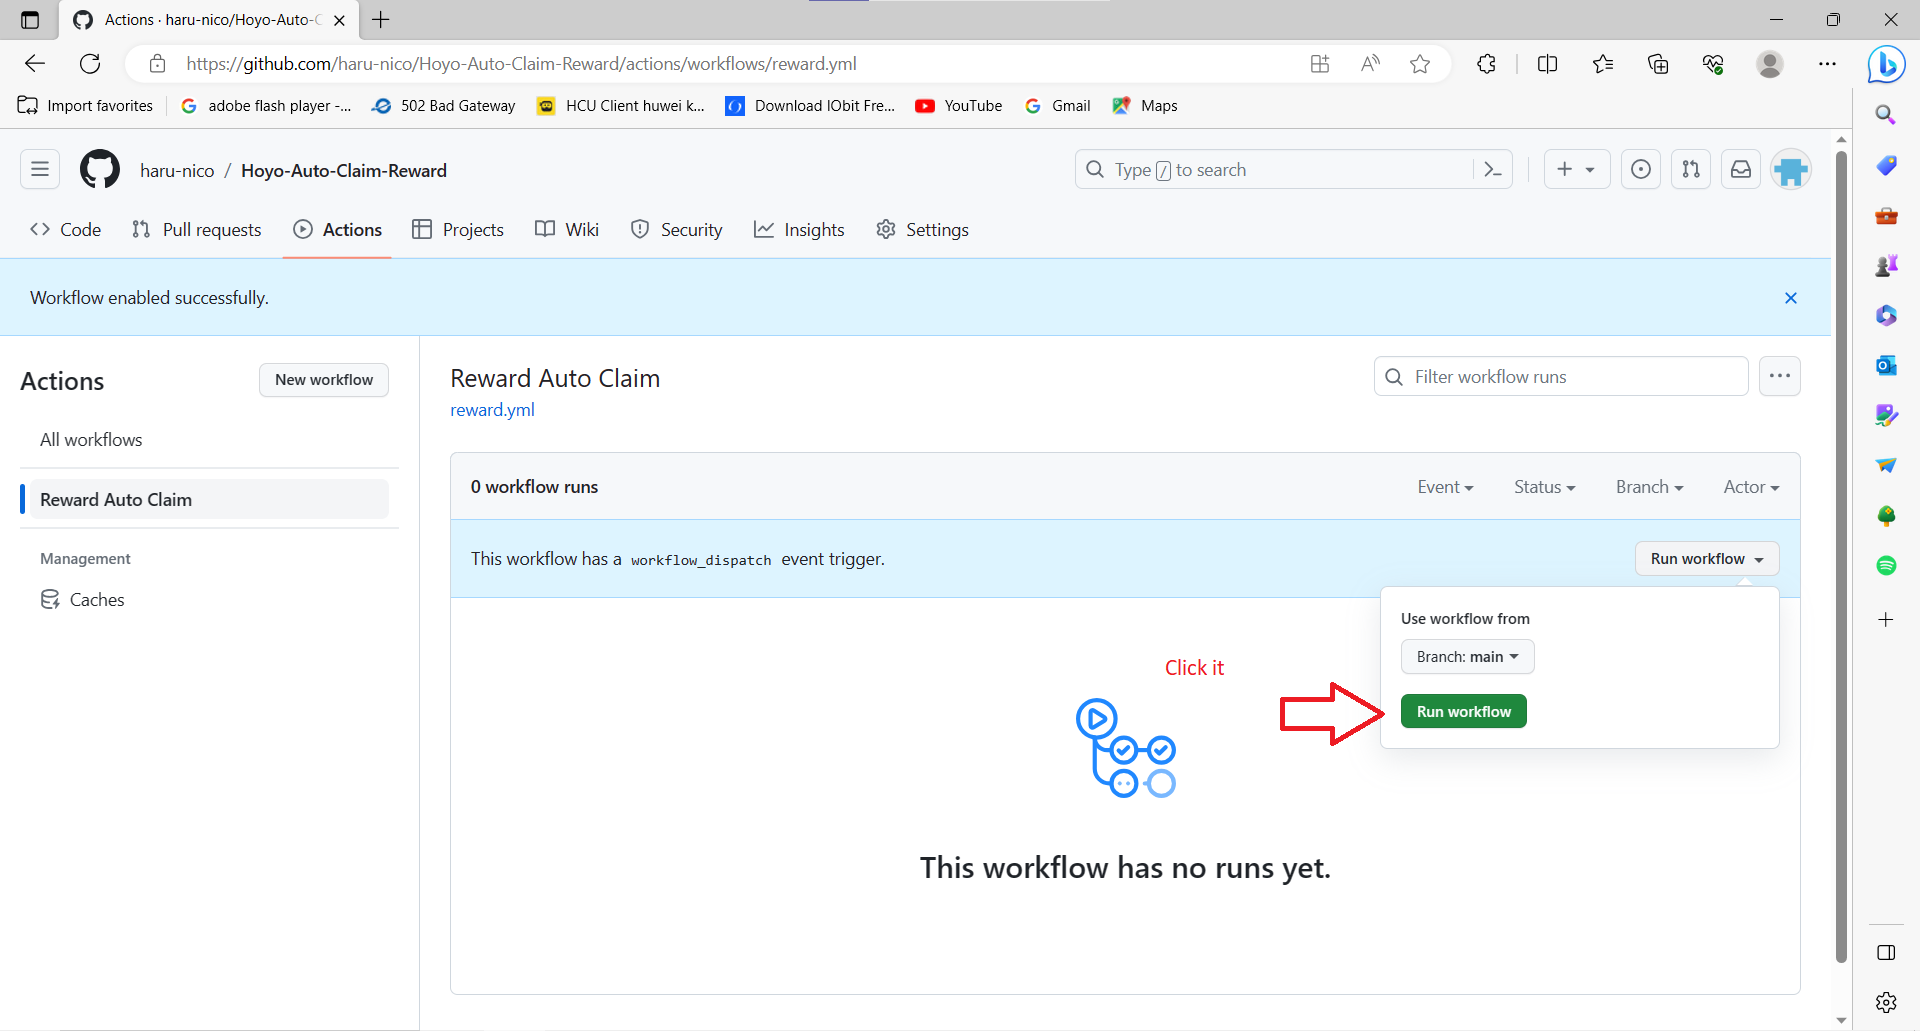 Actions · haru-nico/Hoyo-Auto-C
https://github.com/haru-nico/Hoyo-Auto-Claim-Reward/actions/workflows/reward.yml
Import favorites
adobe flash player -...
502 Bad Gateway
HCU Client huwei k...
Download IObit Fre...
YouTube
Gmail
Maps
haru-nico / Hoyo-Auto-Claim-Reward
Type / to search
Code
Pull requests
Actions
Projects
Wiki
Security
Insights
Settings
Workflow enabled successfully.
Actions
New workflow
All workflows
Reward Auto Claim
Management
Caches
Reward Auto Claim
reward.yml
Filter workflow runs
0 workflow runs
Event
Status
Branch
Actor
This workflow has a workflow_dispatch event trigger.
Run workflow
Use workflow from
Branch: main
Run workflow
Click it
This workflow has no runs yet.